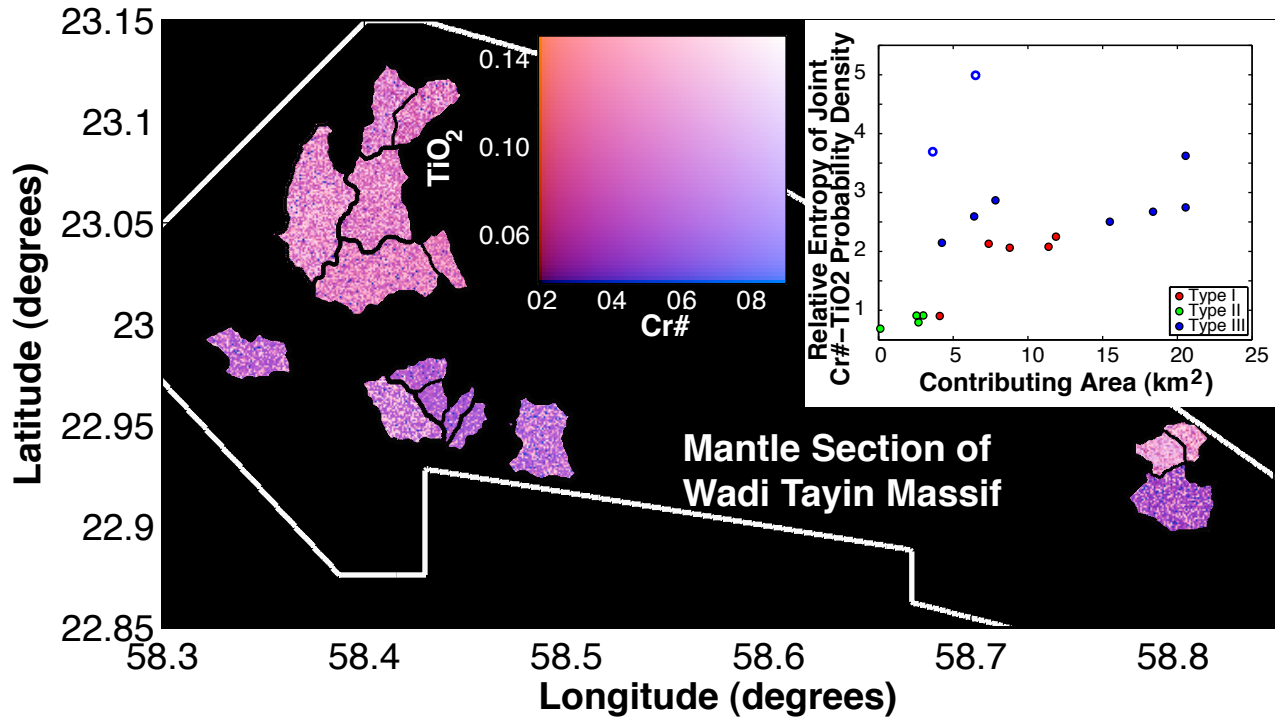 23.15
23.1
23.05
23
22.95
22.9
22.85
Latitude (degrees)
58.3
58.4
58.5
58.6
58.7
58.8
Longitude (degrees)
0.14
0.10
0.06
TiO2
02
04
06
08
Cr#
Mantle Section of
Wadi Tayin Massif
Relative Entropy of Joint
Cr#−TiO2 Probability Density
5
4
3
2
1
0
5
10
15
20
25
Contributing Area (km²)
Type I
Type II
Type III